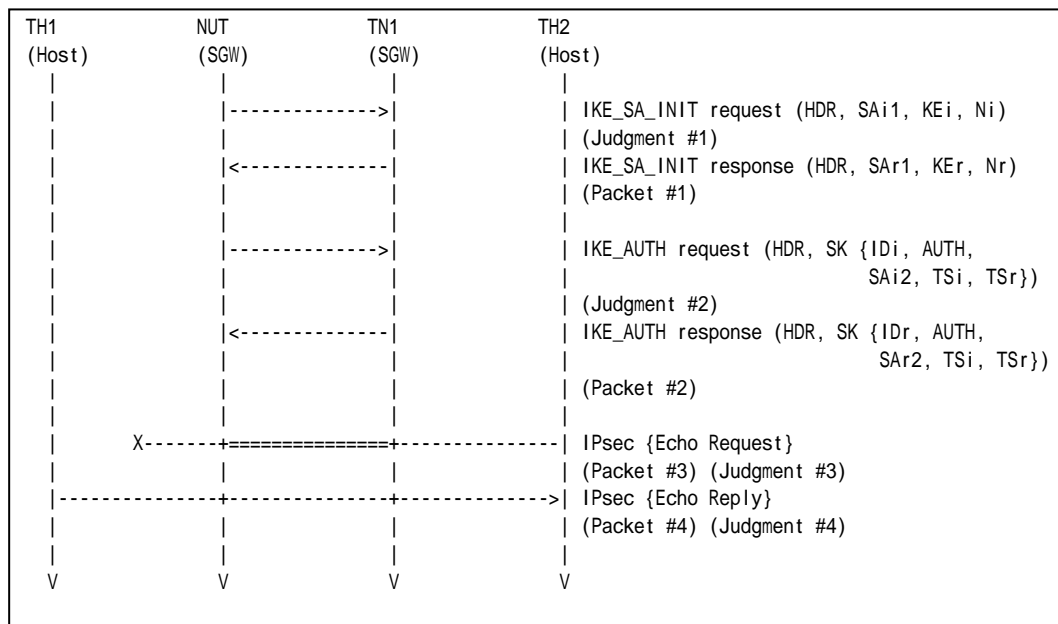 TH1 NUT TN1 TH2
(Host) (SGW) (SGW) (Host)
| | | |
| |-------------->| | IKE_SA_INIT request (HDR, SAi1, KEi, Ni)
| | | | (Judgment #1)
| |<--------------| | IKE_SA_INIT response (HDR, SAr1, KEr, Nr)
| | | | (Packet #1)
| | | |
| |-------------->| | IKE_AUTH request (HDR, SK {IDi, AUTH,
| | | | SAi2, TSi, TSr})
| | | | (Judgment #2)
| |<--------------| | IKE_AUTH response (HDR, SK {IDr, AUTH,
| | | | SAr2, TSi, TSr})
| | | | (Packet #2)
| | | |
| X-------+===============+---------------| IPsec {Echo Request}
| | | | (Packet #3) (Judgment #3)
|---------------+---------------+-------------->| IPsec {Echo Reply}
| | | | (Packet #4) (Judgment #4)
| | | |
V V V V